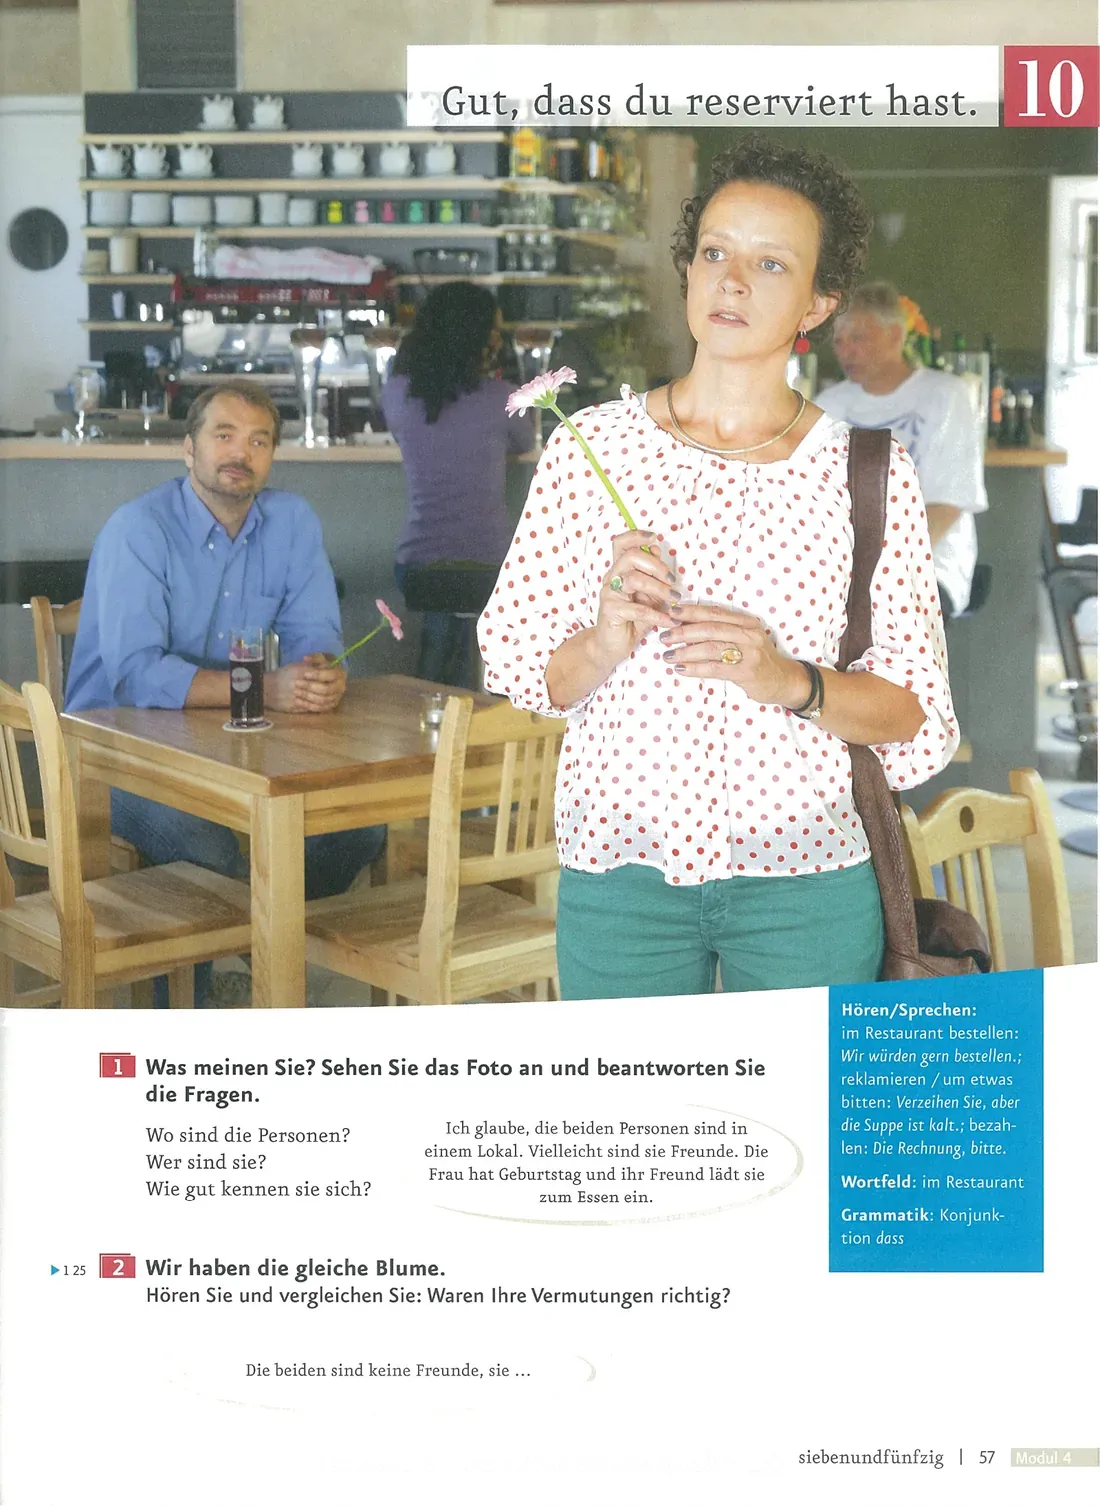 Gut, dass du reserviert hast.
10
1 Was meinen Sie? Sehen Sie das Foto an und beantworten Sie
die Fragen.
Wo sind die Personen?
Wer sind sie?
Wie gut kennen sie sich?
Ich glaube, die beiden Personen sind in
einem Lokal. Vielleicht sind sie Freunde. Die
Frau hat Geburtstag und ihr Freund lädt sie
zum Essen ein.
Hören/Sprechen:
im Restaurant bestellen:
Wir würden gern bestellen.;
reklamieren / um etwas
bitten: Verzeihen Sie, aber
die Suppe ist kalt.; bezah-
len: Die Rechnung, bitte.
Wortfeld: im Restaurant
Grammatik: Konjunk-
tion dass
▶ 1 25 2 Wir haben die gleiche Blume.
Hören Sie und vergleichen Sie: Waren Ihre Vermutungen richtig?
Die beiden sind keine Freunde, sie ...
siebenundfünfzig | 57 Modul 4